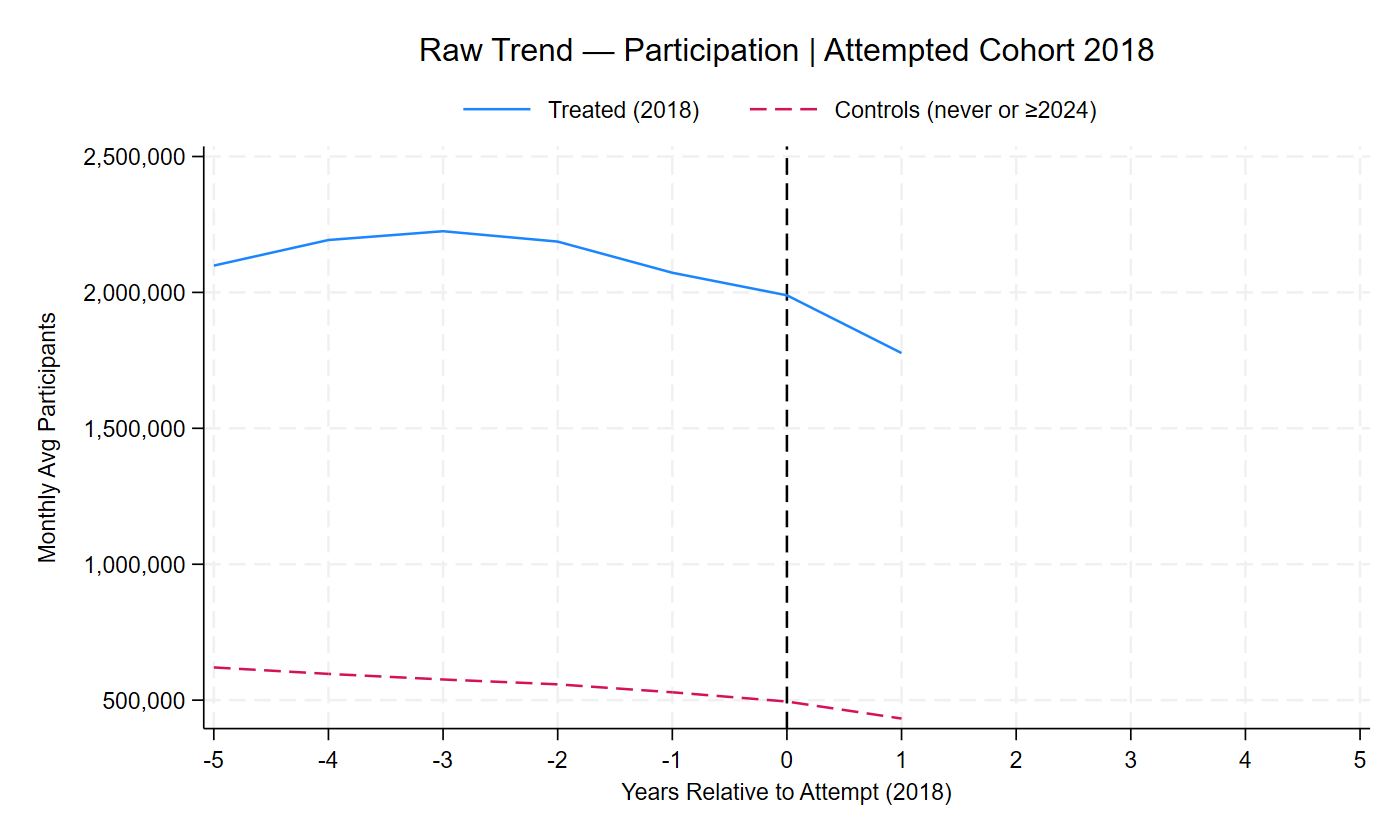 Raw Trend — Participation | Attempted Cohort 2018
Treated (2018)
Controls (never or ≥2024)
Monthly Avg Participants
2,500,000
2,000,000
1,500,000
1,000,000
500,000
-5 -4 -3 -2 -1 0 1 2 3 4 5
Years Relative to Attempt (2018)